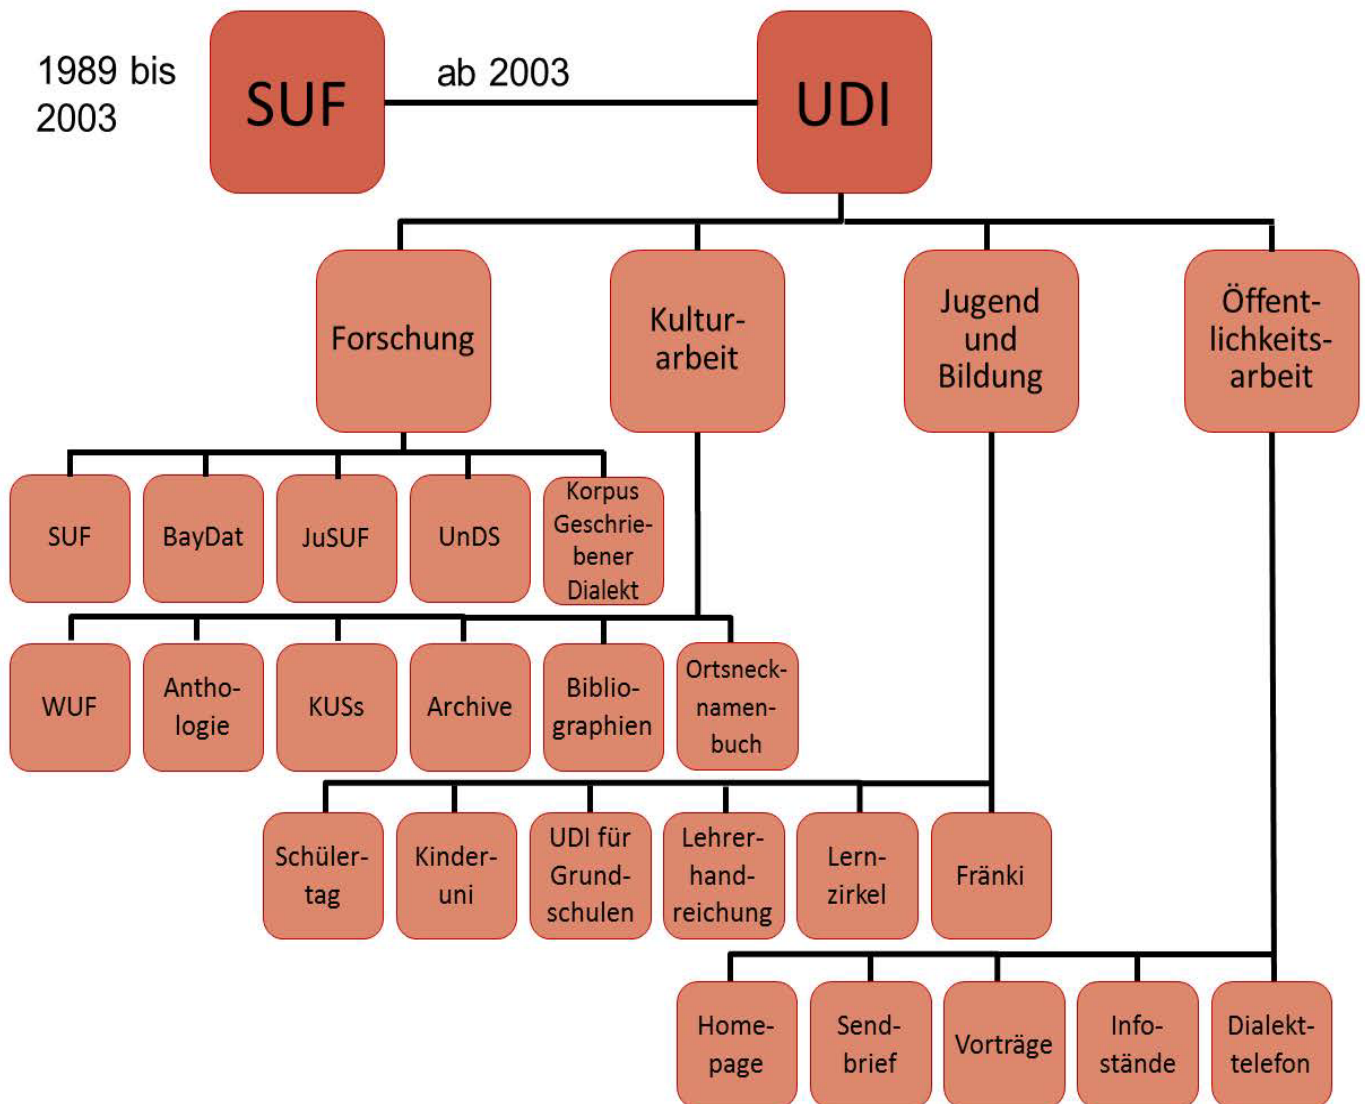 1989 bis
2003
SUF
ab 2003
UDI
Forschung
Kultur-
arbeit
Jugend
und
Bildung
Öffent-
lichkeits-
arbeit
SUF
BayDat
JuSUF
UnDS
Korpus
Geschrie-
bener
Dialekt
WUF
Antho-
logie
KUSs
Archive
Biblio-
graphien
Ortsneck-
namen-
buch
Schüler-
tag
Kinder-
uni
UDI für
Grund-
schulen
Lehrer-
hand-
reichung
Lern-
zirkel
Fränki
Home-
page
Send-
brief
Vorträge
Info-
stände
Dialekt-
telefon